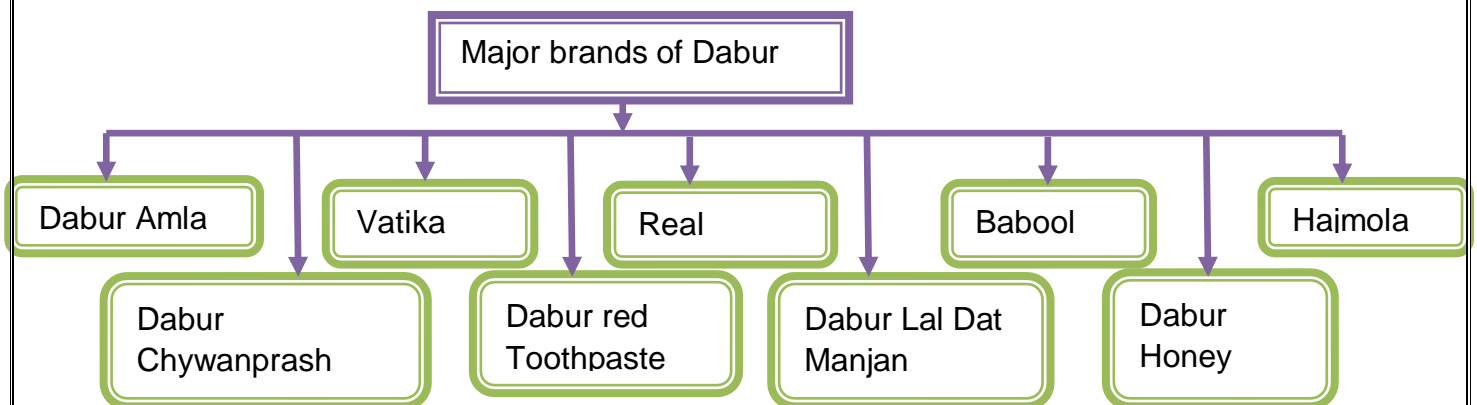 Major brands of Dabur
Dabur Amla
Vatika
Real
Babool
Hajmola
Dabur
Chywanprash
Dabur red
Toothpaste
Dabur Lal Dat
Manjan
Dabur
Honey